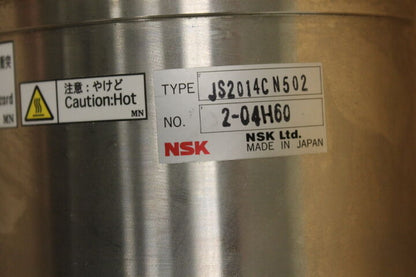 注意:やけど
Caution:Hot
MN
TYPE JS2014CN502
NO. 2-04H60
NSK
NSK Ltd.
MADE IN JAPAN
MN